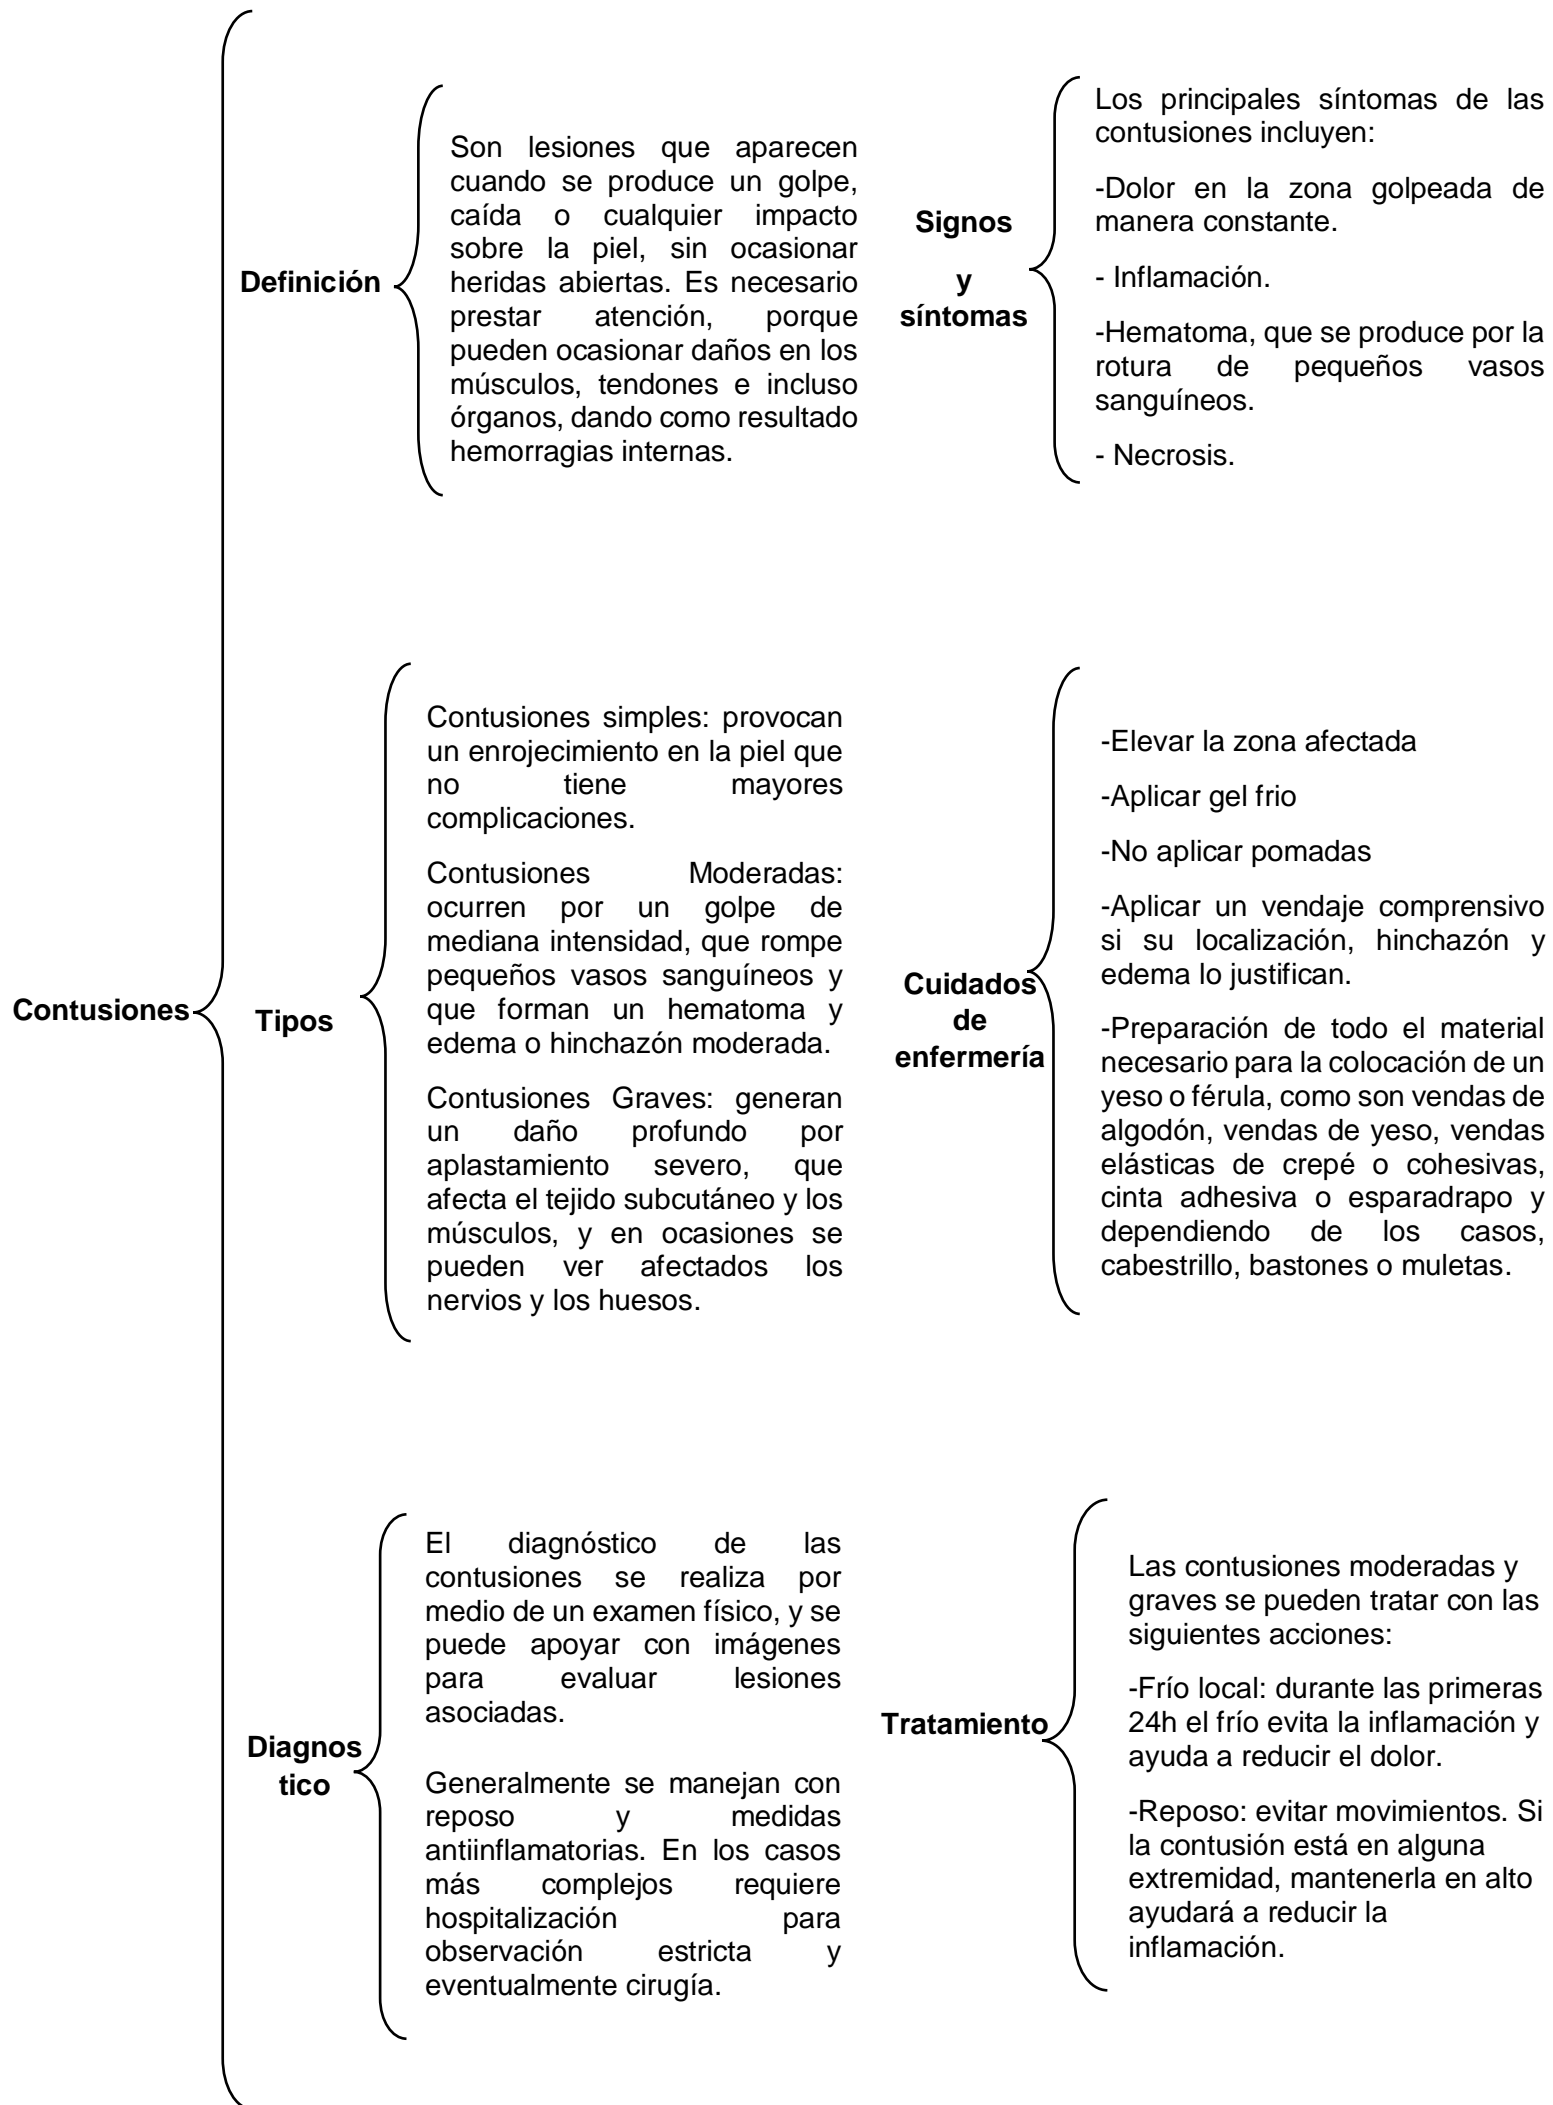 Contusiones
Definición
Son lesiones que aparecen
cuando se produce un golpe,
caída o cualquier impacto
sobre la piel, sin ocasionar
heridas abiertas. Es necesario
prestar atención, porque
pueden ocasionar daños en los
músculos, tendones e incluso
órganos, dando como resultado
hemorragias internas.
Signos
y
síntomas
Los principales síntomas de las
contusiones incluyen:
-Dolor en la zona golpeada de
manera constante.
- Inflamación.
-Hematoma, que se produce por la
rotura de pequeños vasos
sanguíneos.
- Necrosis.
Tipos
Contusiones simples: provocan
un enrojecimiento en la piel que
no tiene mayores
complicaciones.
Contusiones Moderadas:
ocurren por un golpe de
mediana intensidad, que rompe
pequeños vasos sanguíneos y
que forman un hematoma y
edema o hinchazón moderada.
Contusiones Graves: generan
un daño profundo por
aplastamiento severo, que
afecta el tejido subcutáneo y los
músculos, y en ocasiones se
pueden ver afectados los
nervios y los huesos.
Cuidados
de
enfermería
-Elevar la zona afectada
-Aplicar gel frio
-No aplicar pomadas
-Aplicar un vendaje comprensivo
si su localización, hinchazón y
edema lo justifican.
-Preparación de todo el material
necesario para la colocación de un
yeso o férula, como son vendas de
algodón, vendas de yeso, vendas
elásticas de crepé o cohesivas,
cinta adhesiva o esparadrapo y
dependiendo de los casos,
cabestrillo, bastones o muletas.
Diagnos
tico
El diagnóstico de las
contusiones se realiza por
medio de un examen físico, y se
puede apoyar con imágenes
para evaluar lesiones
asociadas.
Generalmente se manejan con
reposo y medidas
antiinflamatorias. En los casos
más complejos requiere
hospitalización para
observación estricta y
eventualmente cirugía.
Tratamiento
Las contusiones moderadas y
graves se pueden tratar con las
siguientes acciones:
-Frío local: durante las primeras
24h el frío evita la inflamación y
ayuda a reducir el dolor.
-Reposo: evitar movimientos. Si
la contusión está en alguna
extremidad, mantenerla en alto
ayudará a reducir la
inflamación.